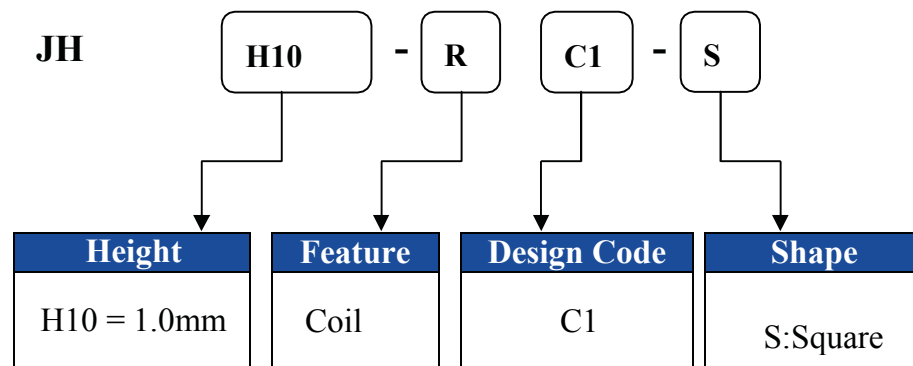 JH H10 - R C1 - S
Height Feature Design Code Shape
H10 = 1.0mm Coil C1 S:Square